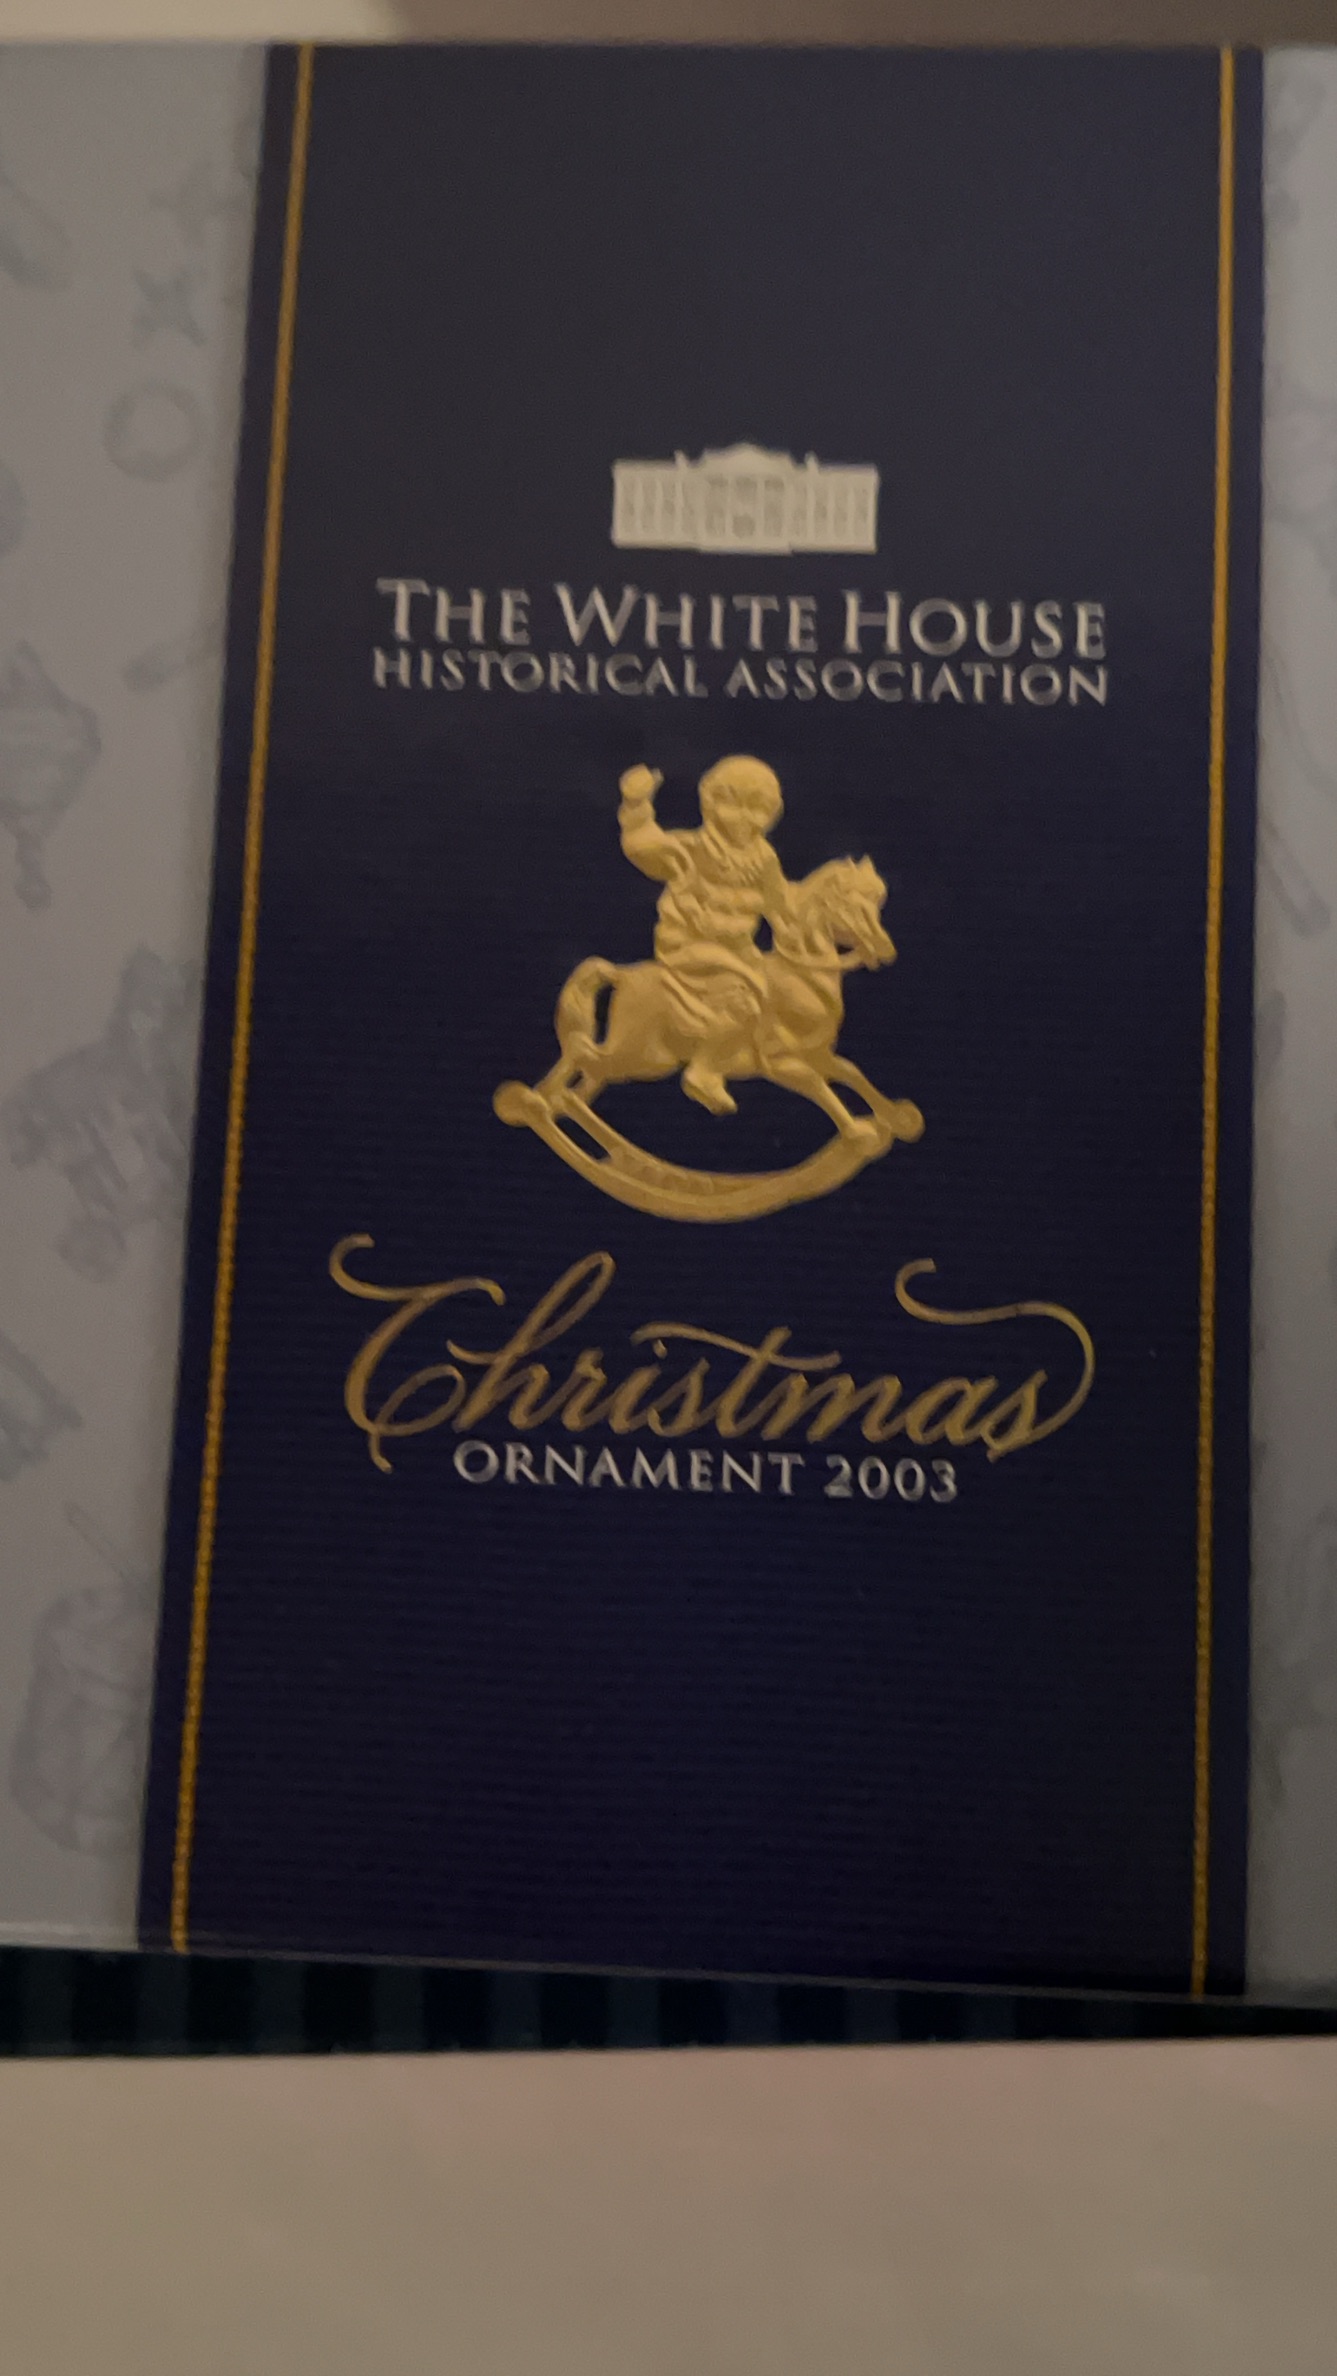 THE WHITE HOUSE
HISTORICAL ASSOCIATION
Christmas
ORNAMENT 2003